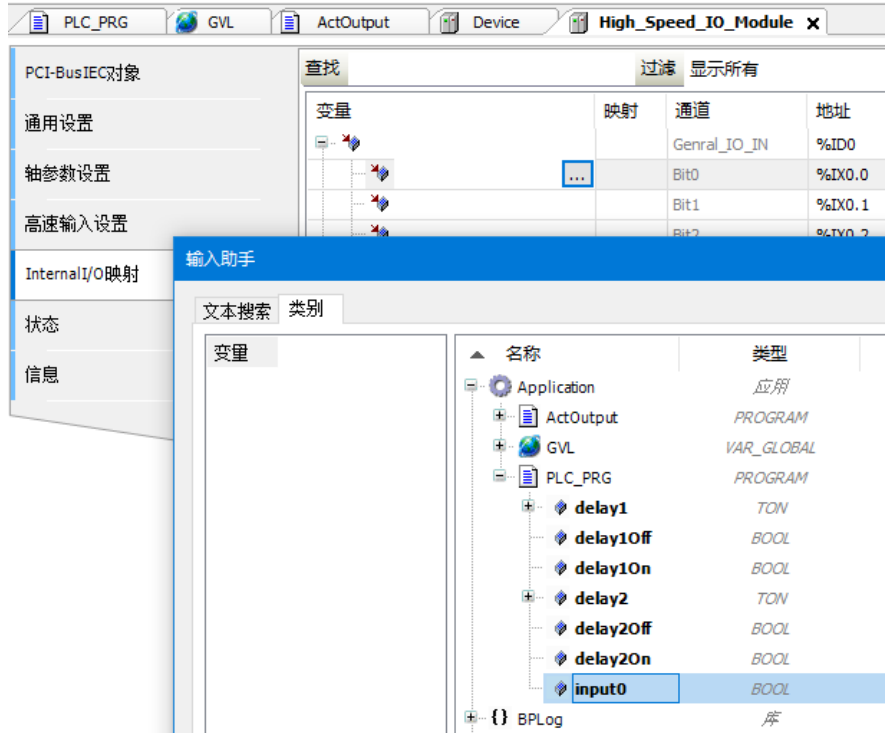 PLC_PRG GVL ActOutput Device High_Speed_IO_Module
PCI-BusIEC对象
通用设置
轴参数设置
高速输入设置
InternalI/O映射
状态
信息
查找 过滤 显示所有
变量 映射 通道 地址
Genral_IO_IN %ID0
... Bit0 %IX0.0
Bit1 %IX0.1
Bit2 %IX0.2
输入助手
文本搜索 类别
变量
名称 类型
Application 应用
ActOutput PROGRAM
GVL VAR_GLOBAL
PLC_PRG PROGRAM
delay1 TON
delay1Off BOOL
delay1On BOOL
delay2 TON
delay2Off BOOL
delay2On BOOL
input0 BOOL
{} BPLog 库